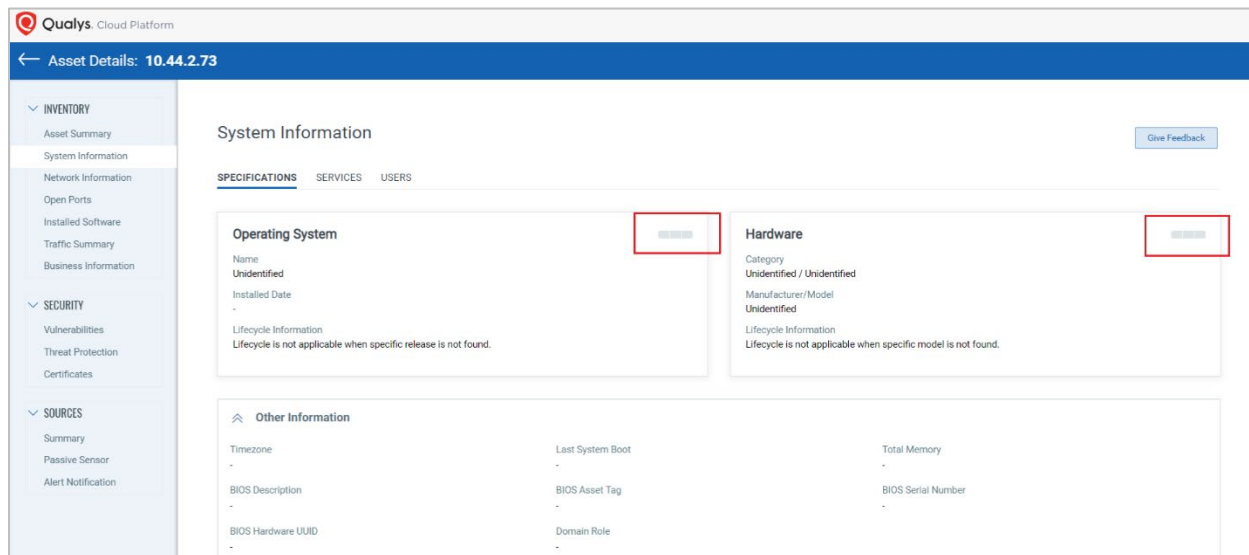 Qualys. Cloud Platform
Asset Details: 10.44.2.73
INVENTORY
Asset Summary
System Information
Network Information
Open Ports
Installed Software
Traffic Summary
Business Information
SECURITY
Vulnerabilities
Threat Protection
Certificates
SOURCES
Summary
Passive Sensor
Alert Notification
System Information
Give Feedback
SPECIFICATIONS SERVICES USERS
Operating System
Name
Unidentified
Installed Date
-
Lifecycle Information
Lifecycle is not applicable when specific release is not found.
Hardware
Category
Unidentified / Unidentified
Manufacturer/Model
Unidentified
Lifecycle Information
Lifecycle is not applicable when specific model is not found.
Other Information
Timezone Last System Boot Total Memory
- - -
BIOS Description BIOS Asset Tag BIOS Serial Number
- - -
BIOS Hardware UUID Domain Role
- -